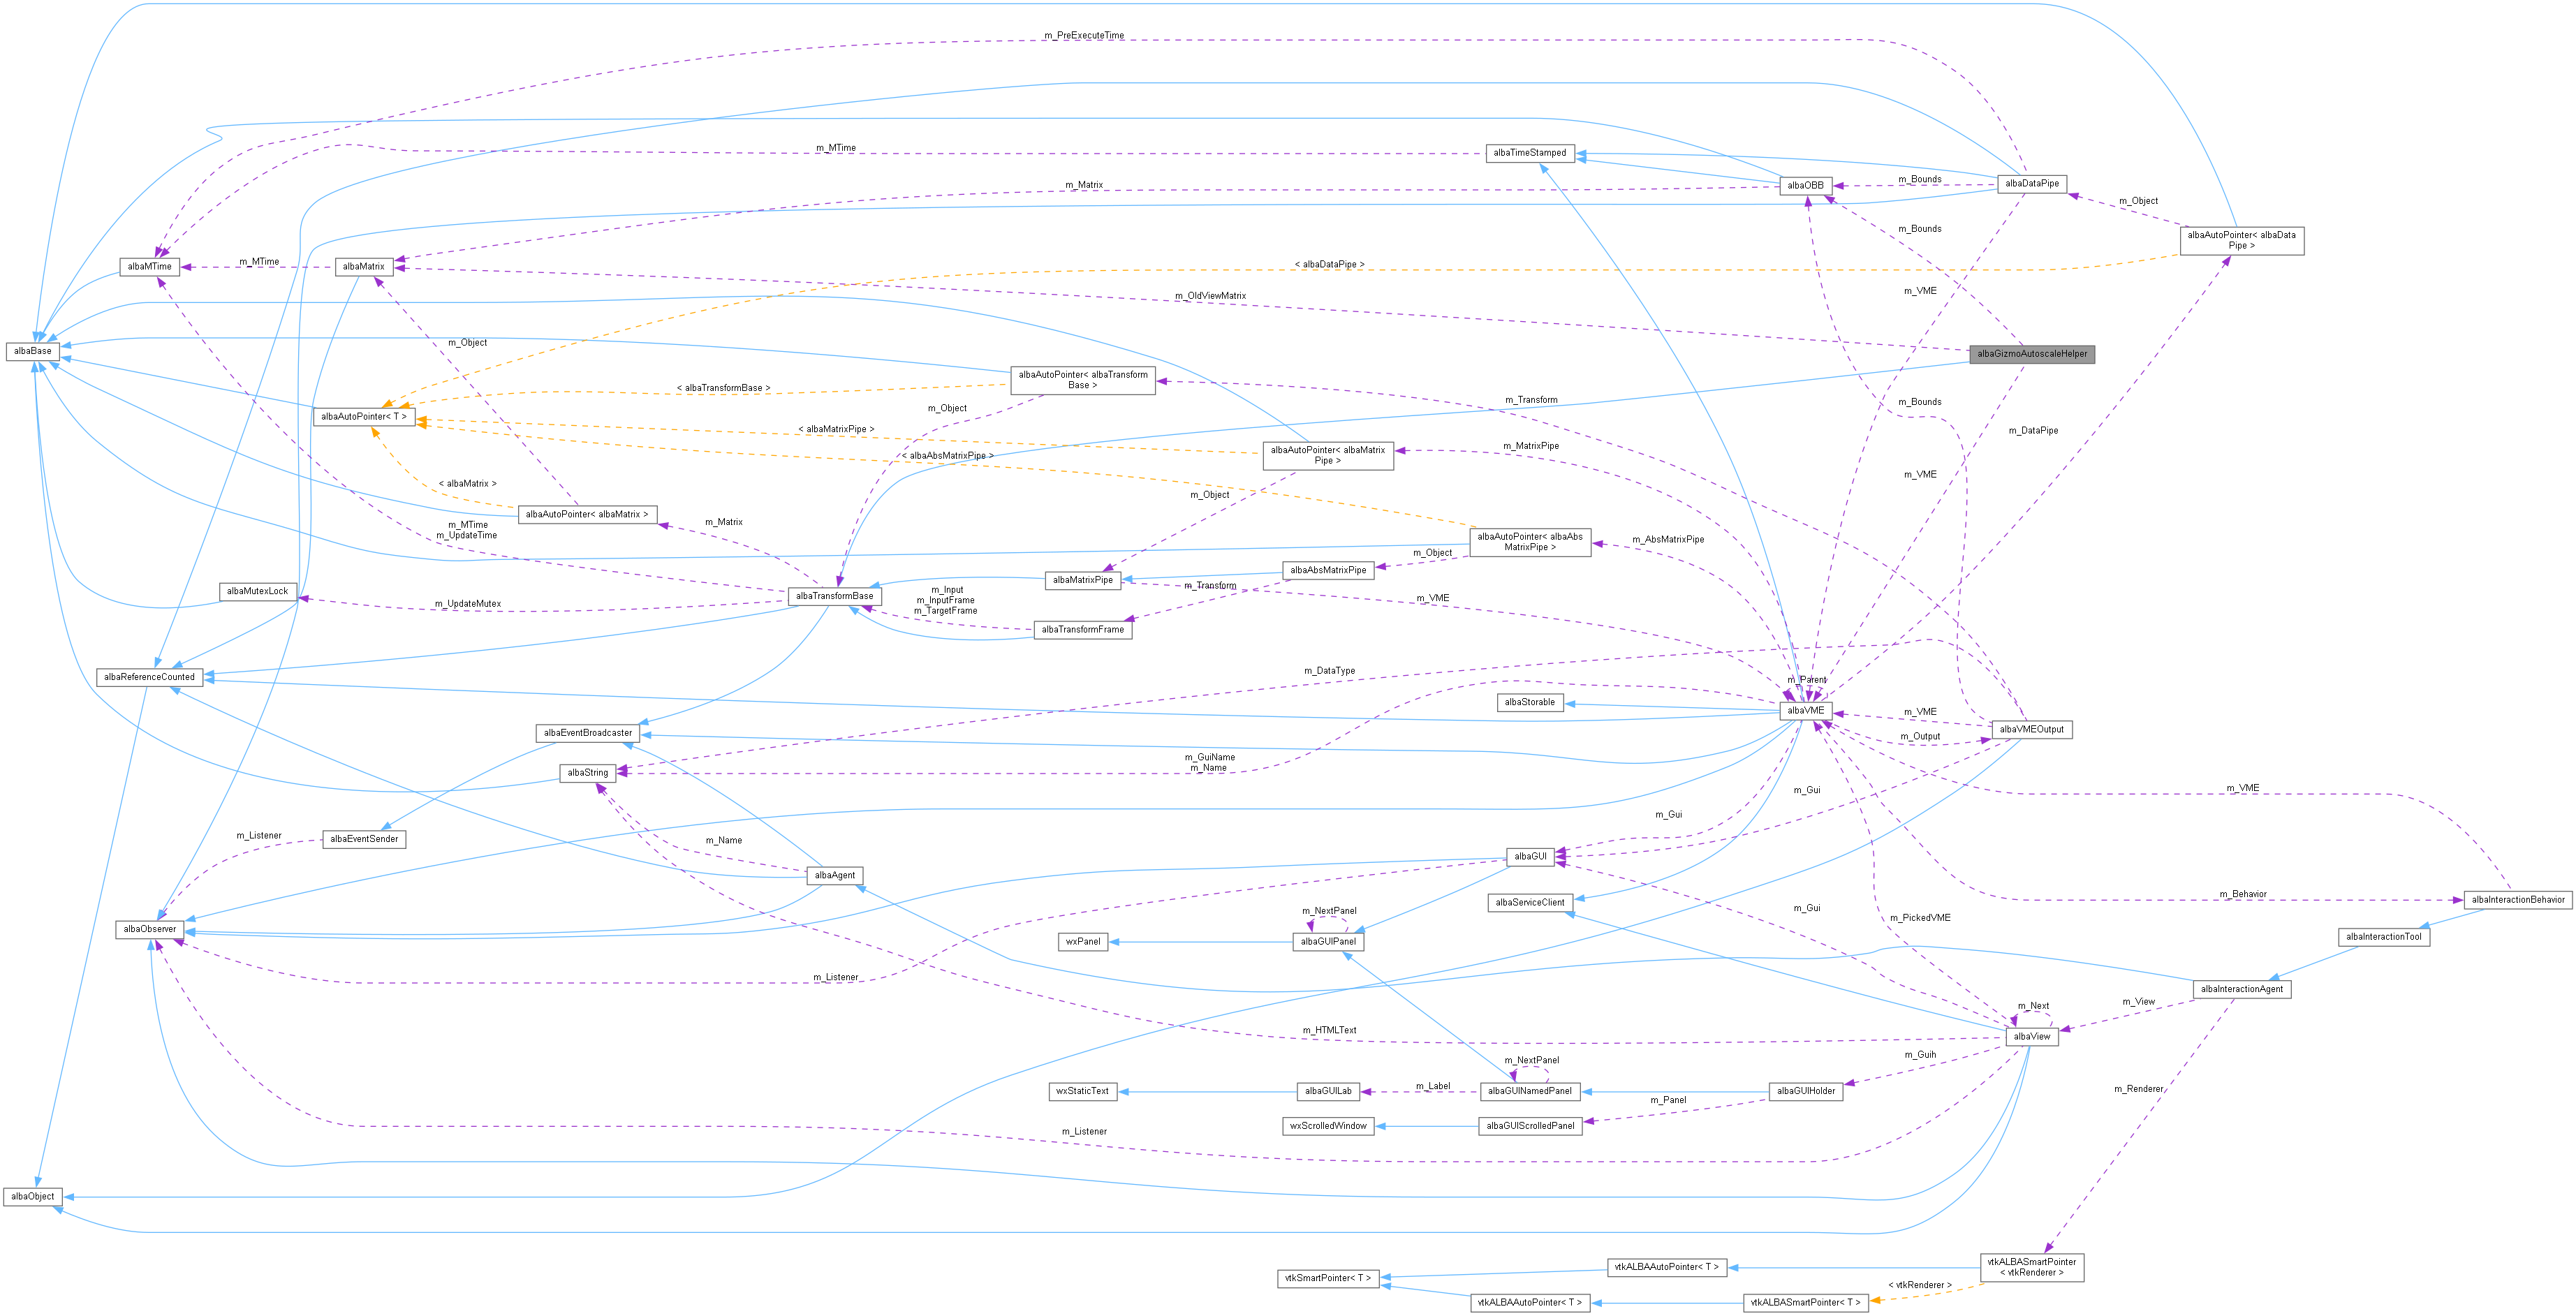 m_PreExecuteTime
m_MTime
albaTimeStamped
m_Matrix
albaOBB
m_Bounds
albaDataPipe
m_Object
albaAutoPointer< albaData
Pipe >
m_Bounds
albaMTime
m_MTime
albaMatrix
< albaDataPipe >
m_OldViewMatrix
m_VME
m_Object
albaBase
albaGizmoAutoscaleHelper
albaAutoPointer< albaTransform
Base >
< albaTransformBase >
m_Transform
m_Bounds
m_Object
albaAutoPointer< T >
< albaMatrixPipe >
m_DataPipe
m_MatrixPipe
albaAutoPointer< albaMatrix
Pipe >
< albaAbsMatrixPipe >
m_VME
< albaMatrix >
m_Object
albaAutoPointer< albaMatrix >
m_MTime
m_UpdateTime
m_Matrix
albaAutoPointer< albaAbs
MatrixPipe >
m_AbsMatrixPipe
m_Object
albaAbsMatrixPipe
albaMatrixPipe
albaMutexLock
m_UpdateMutex
albaTransformBase
m_Input
m_InputFrame
m_TargetFrame
m_Transform
m_VME
albaTransformFrame
m_DataType
albaReferenceCounted
m_Parent
albaStorable
albaVME
m_VME
albaVMEOutput
m_Output
albaEventBroadcaster
m_GuiName
m_Name
albaString
m_Gui
m_VME
m_Gui
m_Listener
albaEventSender
m_Name
albaGUI
albaAgent
m_Behavior
albaInteractionBehavior
albaServiceClient
m_Gui
m_PickedVME
m_NextPanel
albaObserver
wxPanel
albaGUIPanel
albaInteractionTool
m_Listener
albaInteractionAgent
m_View
m_Next
m_HTMLText
albaView
m_Guih
m_NextPanel
m_Label
wxStaticText
albaGUILab
albaGUINamedPanel
albaGUIHolder
m_Renderer
m_Panel
m_Listener
wxScrolledWindow
albaGUIScrolledPanel
albaObject
vtkALBASmartPointer
< vtkRenderer >
vtkALBAAutoPointer< T >
vtkSmartPointer< T >
< vtkRenderer >
vtkALBAAutoPointer< T >
vtkALBASmartPointer< T >